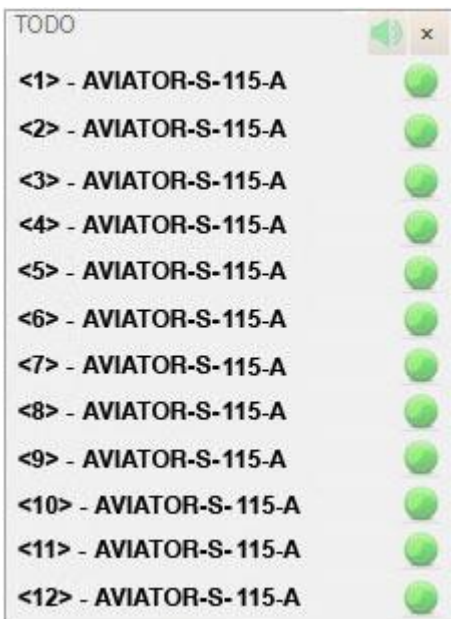 TODO
x
<1> - AVIATOR-S-115-A
<2> - AVIATOR-S-115-A
<3> - AVIATOR-S-115-A
<4> - AVIATOR-S-115-A
<5> - AVIATOR-S-115-A
<6> - AVIATOR-S-115-A
<7> - AVIATOR-S-115-A
<8> - AVIATOR-S-115-A
<9> - AVIATOR-S-115-A
<10> - AVIATOR-S-115-A
<11> - AVIATOR-S-115-A
<12> - AVIATOR-S-115-A